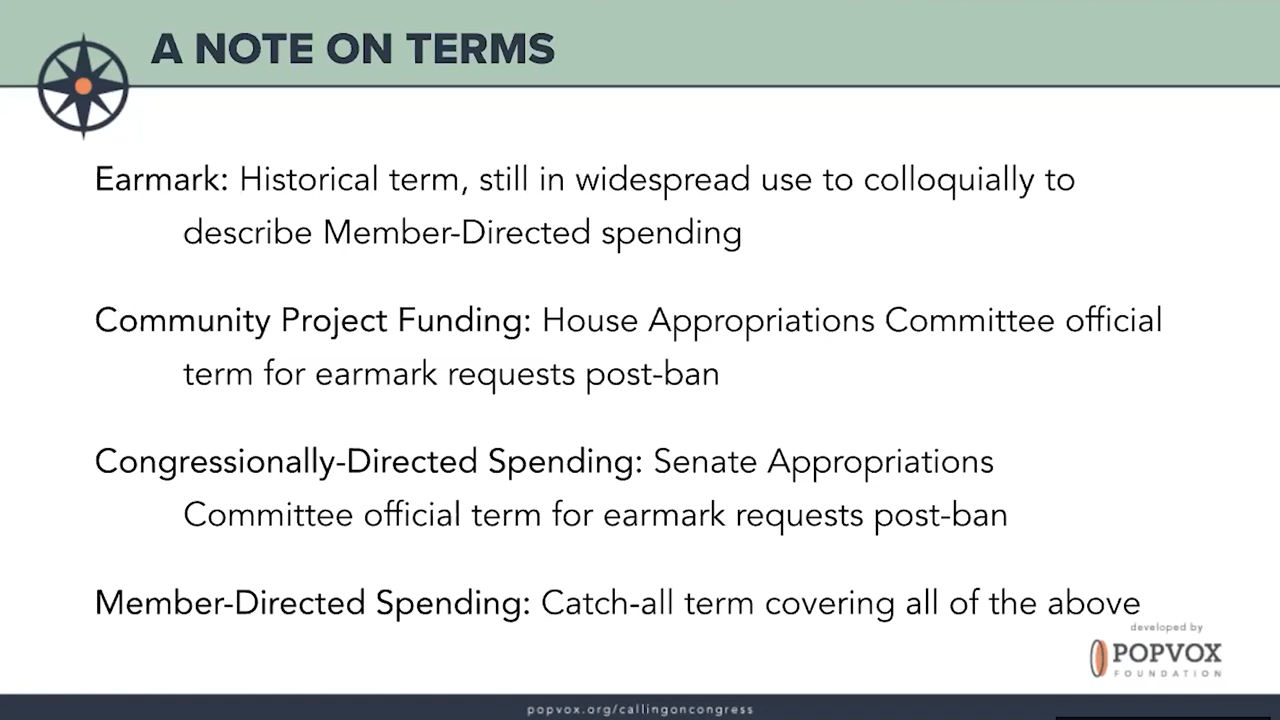 A NOTE ON TERMS
Earmark: Historical term, still in widespread use to colloquially to
describe Member-Directed spending
Community Project Funding: House Appropriations Committee official
term for earmark requests post-ban
Congressionally-Directed Spending: Senate Appropriations
Committee official term for earmark requests post-ban
Member-Directed Spending: Catch-all term covering all of the above
developed by
POPVOX
FOUNDATION
popvox.org/callingoncongress